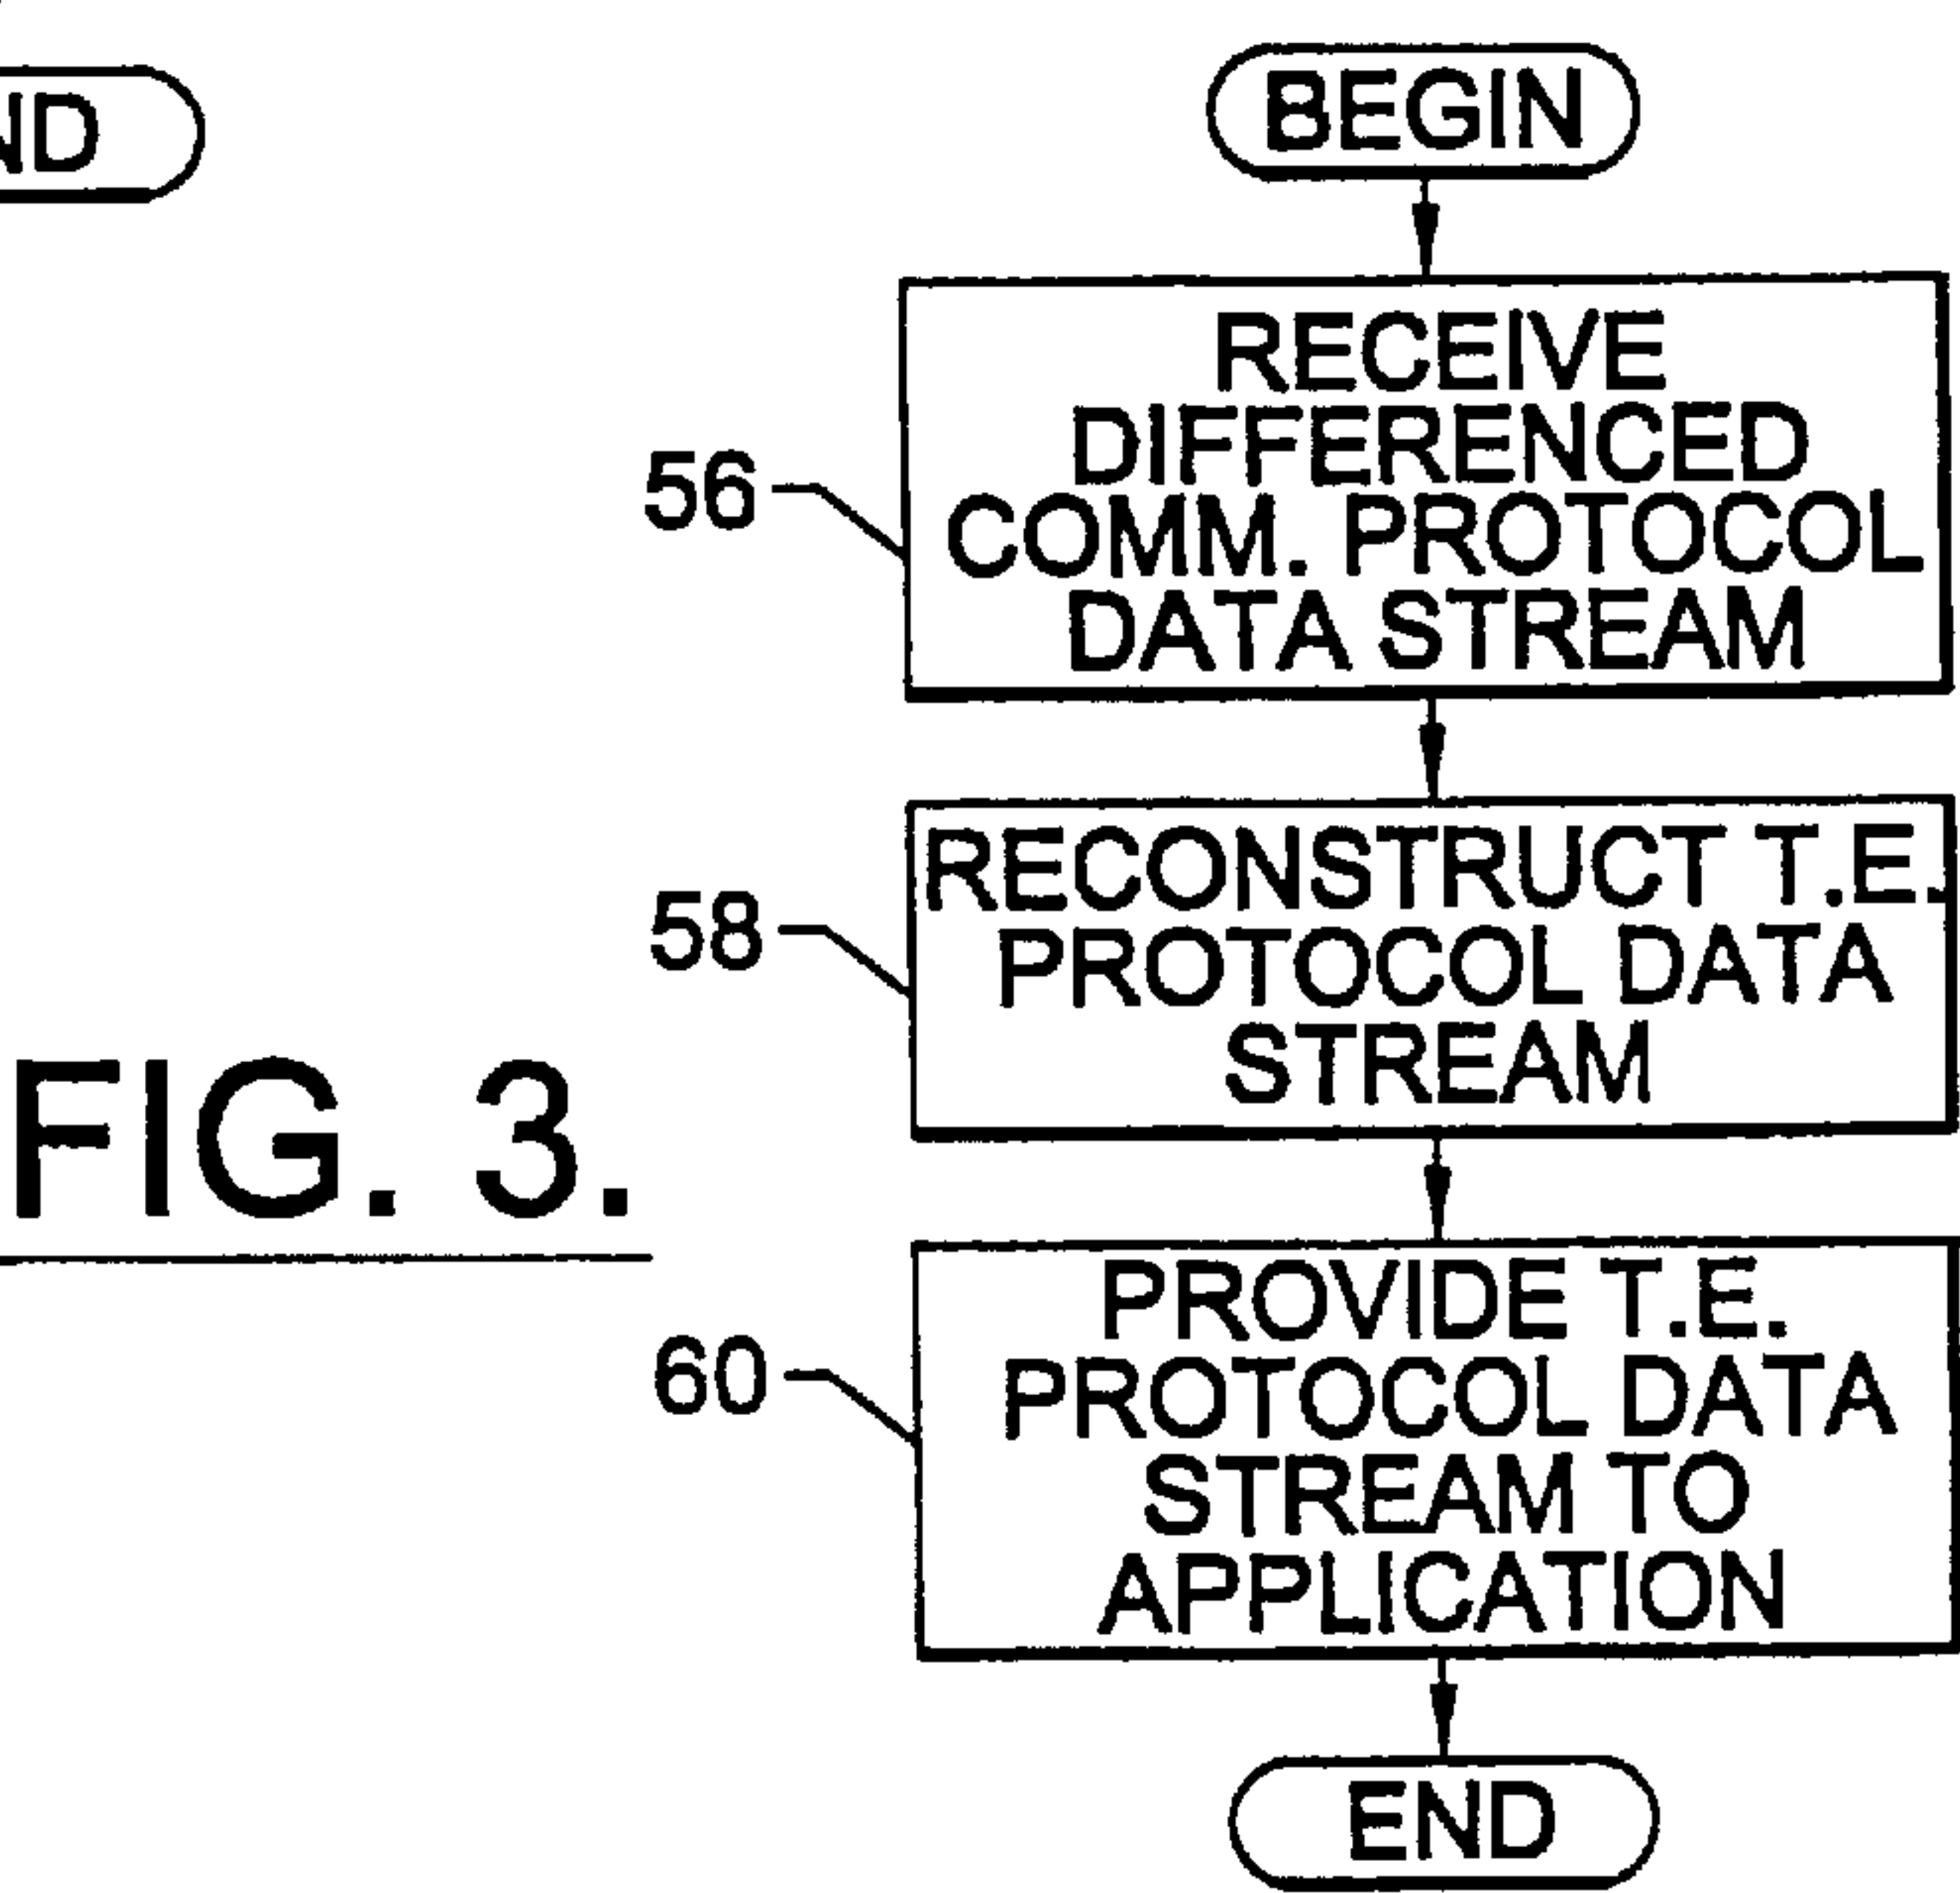 ND
BEGIN
RECEIVE
DIFFERENCED
COMM. PROTOCOL
DATA STREAM
56
RECONSTRUCT T.E.
PROTOCOL DATA
STREAM
58
FIG. 3.
PROVIDE T.E.
PROTOCOL DATA
STREAM TO
APPLICATION
60
END